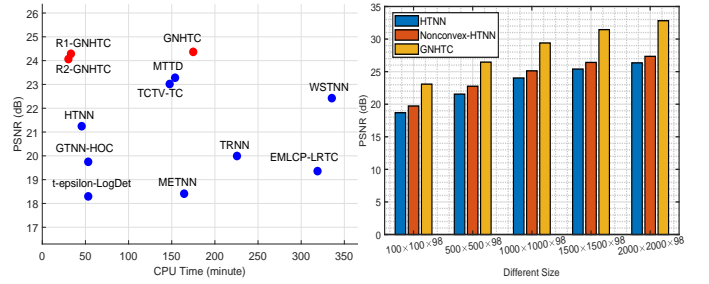 26
25
24
23
22
21
20
19
18
17
PSNR (dB)
R1-GNHTC
R2-GNHTC
GNHTC
MTTD
TCTV-TC
WSTNN
HTNN
GTNN-HOC
TRNN
EMLCP-LRTC
t-epsilon-LogDet
METNN
0 50 100 150 200 250 300 350
CPU Time (minute)
35
30
25
20
15
10
5
0
PSNR (dB)
HTNN
Nonconvex-HTNN
GNHTC
100×100×98 500×500×98 1000×1000×98 1500×1500×98 2000×2000×98
Different Size